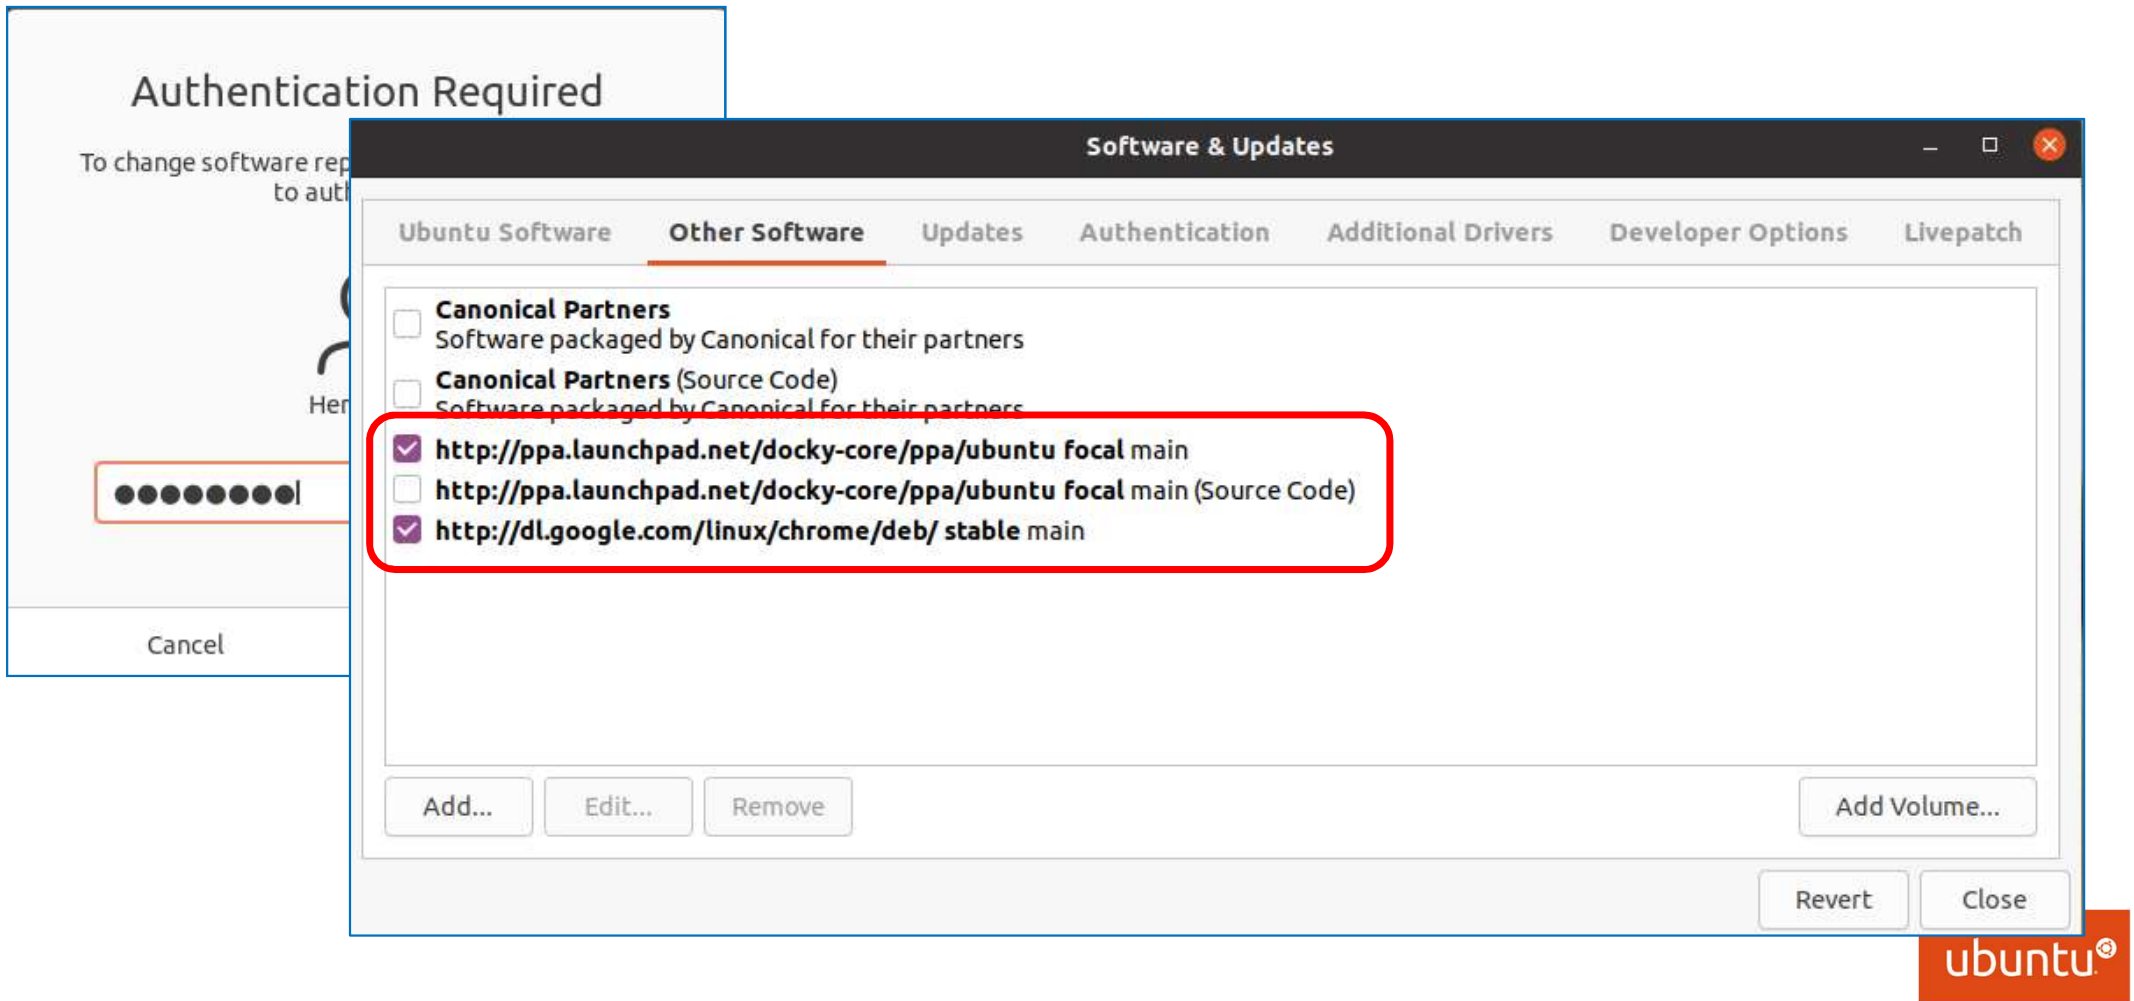 Authentication Required
To change software rep
to aut
Her
●●●●●●●●
Cancel
Software & Updates
Ubuntu Software Other Software Updates Authentication Additional Drivers Developer Options Livepatch
Canonical Partners
Software packaged by Canonical for their partners
Canonical Partners (Source Code)
Software packaged by Canonical for their partners
http://ppa.launchpad.net/docky-core/ppa/ubuntu focal main
http://ppa.launchpad.net/docky-core/ppa/ubuntu focal main (Source Code)
http://dl.google.com/linux/chrome/deb/ stable main
Add... Edit... Remove Add Volume...
Revert Close
ubuntu